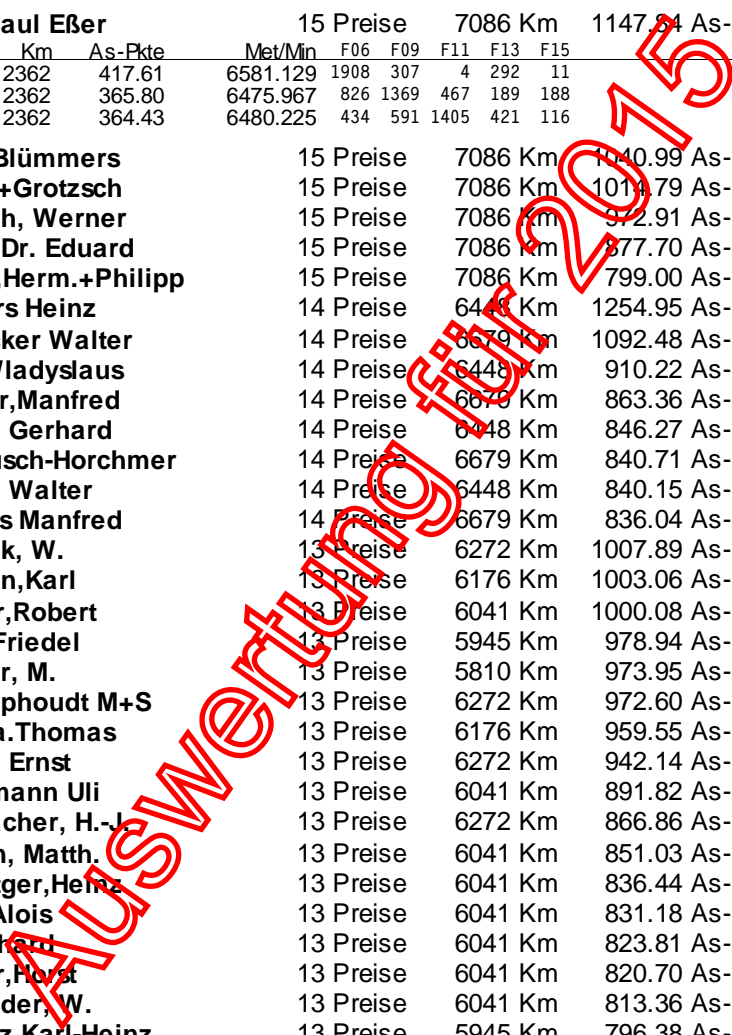 aul Eßer 15 Preise 7086 Km 1147.84 As-
Km As-Pkte Met/Min F06 F09 F11 F13 F15
2362 417.61 6581.129 1908 307 4 292 11
2362 365.80 6475.967 826 1369 467 189 188
2362 364.43 6480.225 434 591 1405 421 116
Blümmers 15 Preise 7086 Km 1040.99 As-
+Grotzsch 15 Preise 7086 Km 1014.79 As-
h, Werner 15 Preise 7086 Km 972.91 As-
Dr. Eduard 15 Preise 7086 Km 877.70 As-
,Herm.+Philipp 15 Preise 7086 Km 799.00 As-
rs Heinz 14 Preise 6448 Km 1254.95 As-
ker Walter 14 Preise 6679 Km 1092.48 As-
Wladyslaus 14 Preise 6448 Km 910.22 As-
r,Manfred 14 Preise 6679 Km 863.36 As-
Gerhard 14 Preise 6448 Km 846.27 As-
usch-Horchmer 14 Preise 6679 Km 840.71 As-
Walter 14 Preise 6448 Km 840.15 As-
s Manfred 14 Preise 6679 Km 836.04 As-
k, W. 13 Preise 6272 Km 1007.89 As-
n,Karl 13 Preise 6176 Km 1003.06 As-
r,Robert 13 Preise 6041 Km 1000.08 As-
Friedel 13 Preise 5945 Km 978.94 As-
r, M. 13 Preise 5810 Km 973.95 As-
phoudt M+S 13 Preise 6272 Km 972.60 As-
a.Thomas 13 Preise 6176 Km 959.55 As-
Ernst 13 Preise 6272 Km 942.14 As-
mann Uli 13 Preise 6041 Km 891.82 As-
acher, H.-J. 13 Preise 6272 Km 866.86 As-
n, Matth. 13 Preise 6041 Km 851.03 As-
tger,Heinz 13 Preise 6041 Km 836.44 As-
Alois 13 Preise 6041 Km 831.18 As-
hard 13 Preise 6041 Km 823.81 As-
r,Horst 13 Preise 6041 Km 820.70 As-
der, W. 13 Preise 6041 Km 813.36 As-
z Karl-Heinz 13 Preise 5945 Km 796.38 As-
Auswertung für 2015